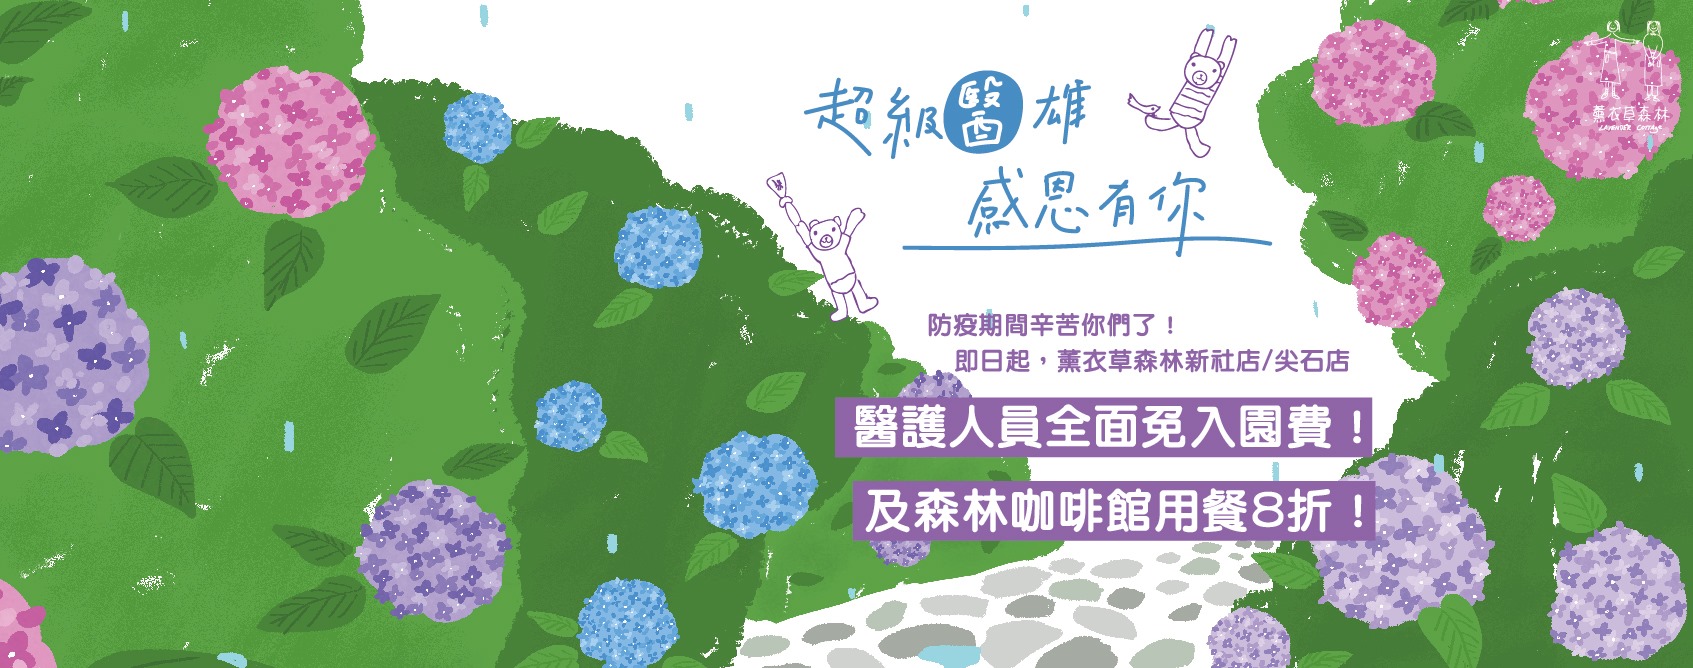 超級醫雄
感恩有你
防疫期間辛苦你們了！
即日起，薰衣草森林新社店/尖石店
醫護人員全面免入園費！
及森林咖啡館用餐8折！
薰衣草森林
LAVENDER COTTAGE